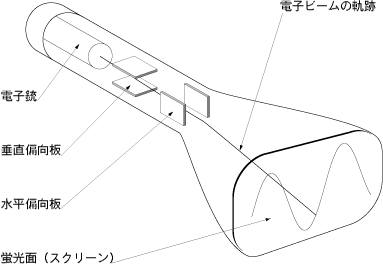 電子ビームの軌跡
電子銃
垂直偏向板
水平偏向板
蛍光面（スクリーン）